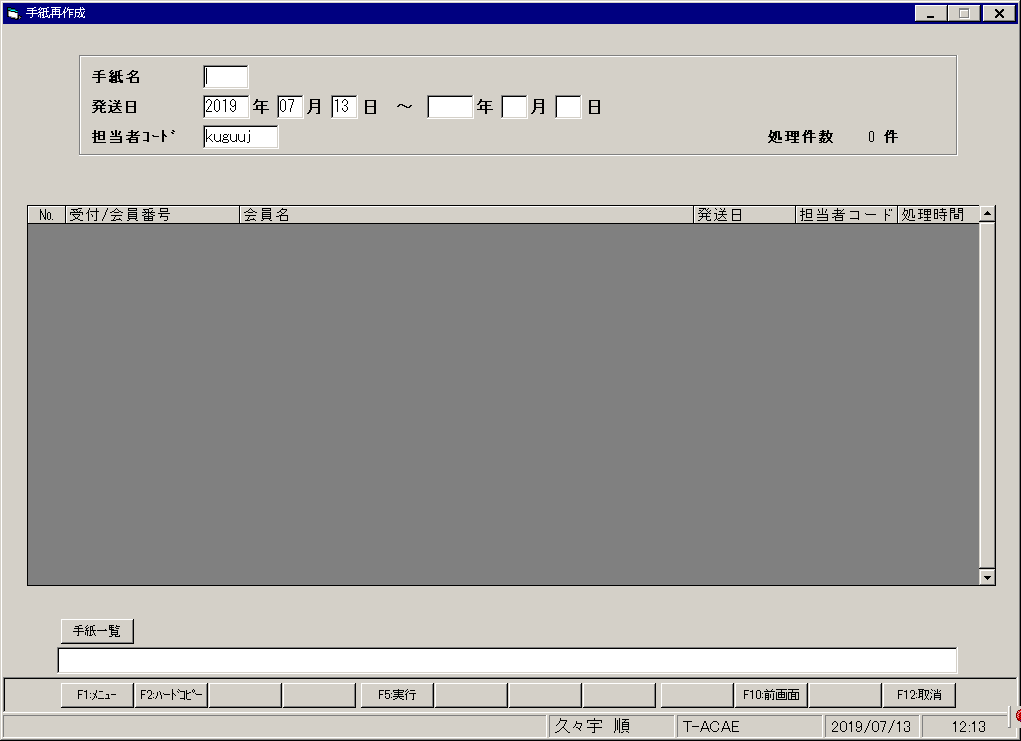 手紙再作成
手紙名
発送日 2019 年 07 月 13 日 ～ 年 月 日
担当者ｺｰﾄﾞ kuguuj 処理件数 0 件
No. 受付/会員番号 会員名 発送日 担当者コード 処理時間
手紙一覧
F1:ﾒﾆｭｰ F2:ﾊｰﾄﾞｺﾋﾟｰ F5:実行 F10:前画面 F12:取消
久々宇 順 T-ACAE 2019/07/13 12:13